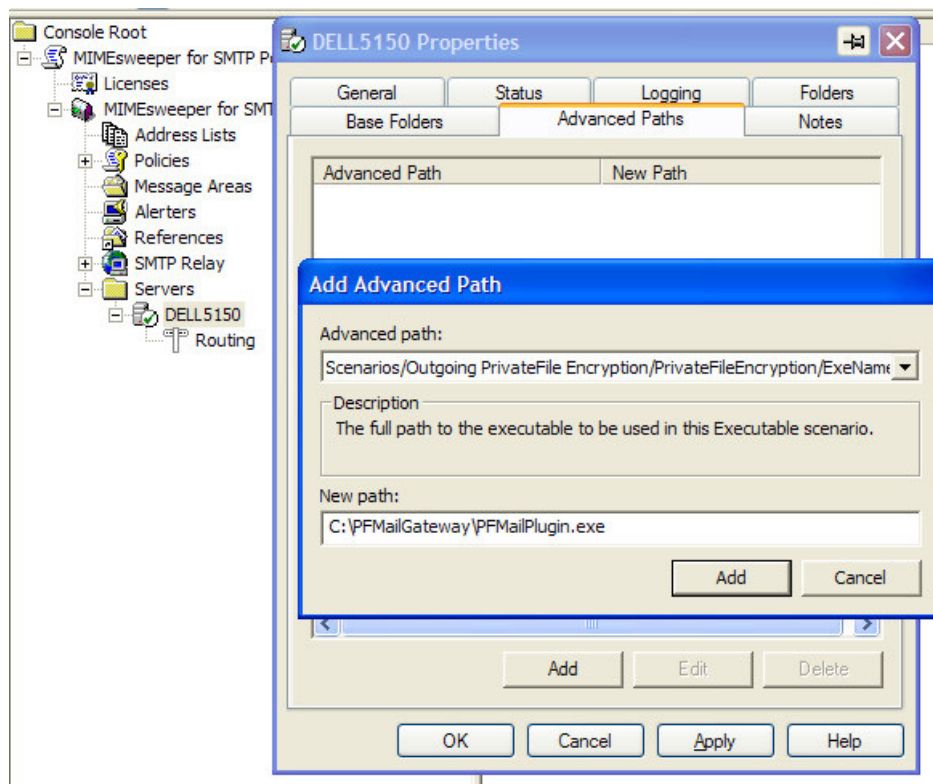 Console Root
MIMEsweeper for SMTP P
Licenses
MIMEsweeper for SMT
Address Lists
Policies
Message Areas
Alerters
References
SMTP Relay
Servers
DELL5150
Routing
DELL5150 Properties
General Status Logging Folders
Base Folders Advanced Paths Notes
Advanced Path New Path
Add Advanced Path
Advanced path:
Scenarios/Outgoing PrivateFile Encryption/PrivateFileEncryption/ExeName
Description
The full path to the executable to be used in this Executable scenario.
New path:
C:\PFMailGateway\PFMailPlugin.exe
Add Cancel
Add Edit Delete
OK Cancel Apply Help